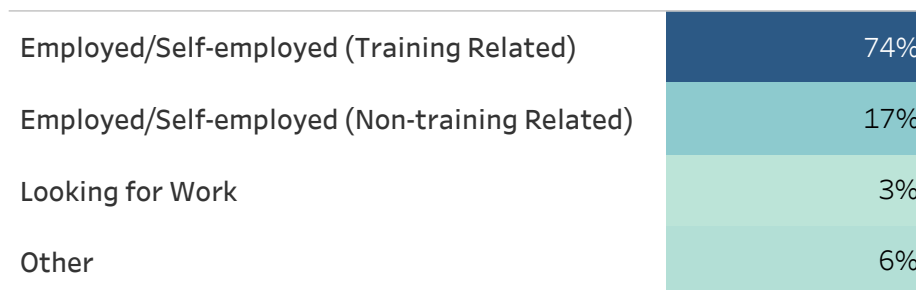 Employed/Self-employed (Training Related) 74%
Employed/Self-employed (Non-training Related) 17%
Looking for Work 3%
Other 6%